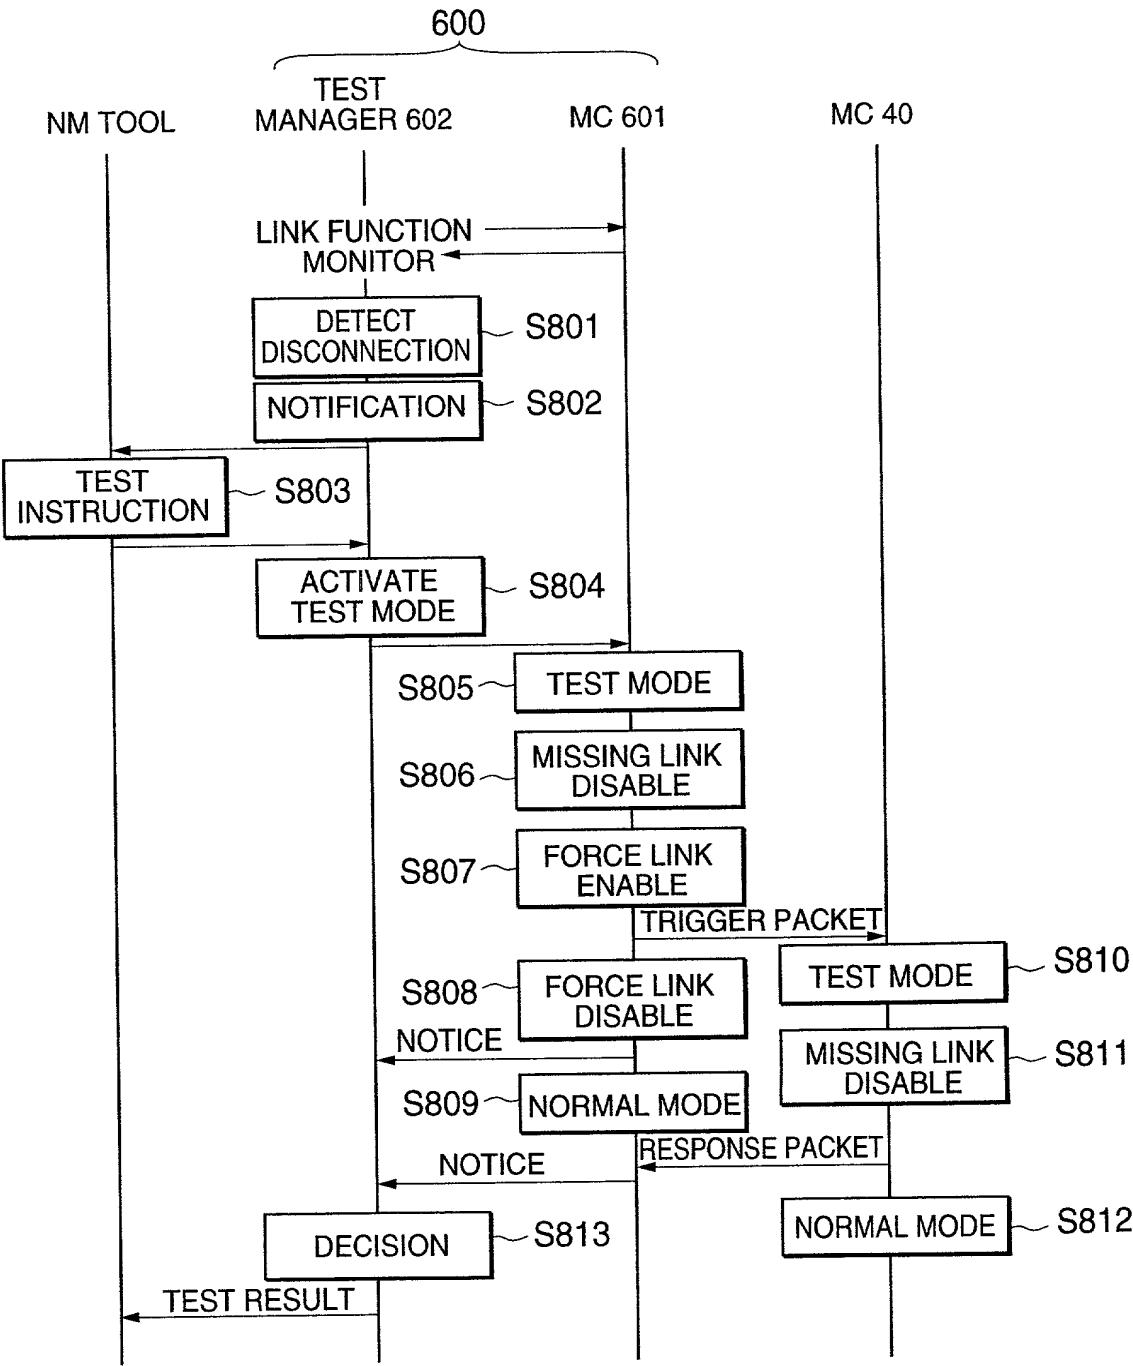 600
NM TOOL
TEST
MANAGER 602
MC 601
MC 40
LINK FUNCTION
MONITOR
DETECT
DISCONNECTION
S801
NOTIFICATION
S802
TEST
INSTRUCTION
S803
ACTIVATE
TEST MODE
S804
S805
TEST MODE
S806
MISSING LINK
DISABLE
S807
FORCE LINK
ENABLE
TRIGGER PACKET
TEST MODE
S810
S808
FORCE LINK
DISABLE
NOTICE
MISSING LINK
DISABLE
S811
S809
NORMAL MODE
RESPONSE PACKET
NOTICE
NORMAL MODE
S812
DECISION
S813
TEST RESULT